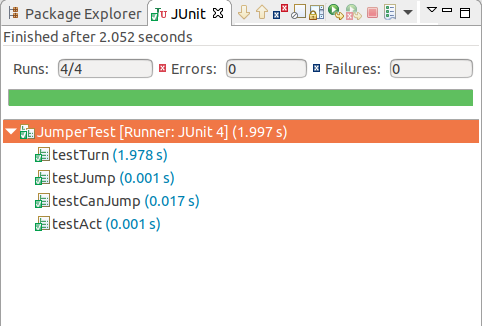 Package Explorer JUnit
Finished after 2.052 seconds
Runs: 4/4 Errors: 0 Failures: 0
JumperTest [Runner: JUnit 4] (1.997 s)
testTurn (1.978 s)
testJump (0.001 s)
testCanJump (0.017 s)
testAct (0.001 s)